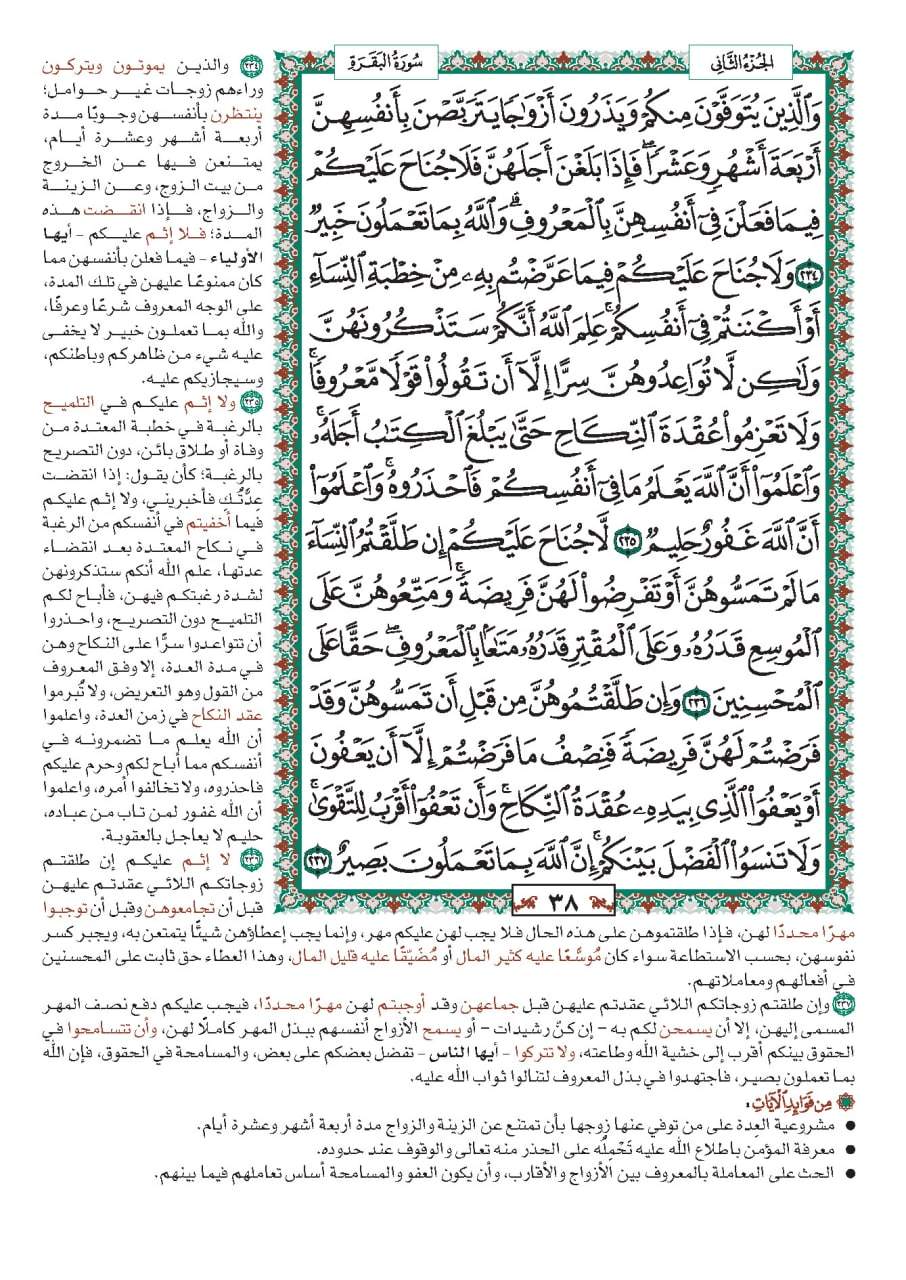 الجُزْءُ الثَّانِي
سُورَةُ البَقَرَةِ
وَالَّذِينَ يُتَوَفَّوْنَ مِنكُمْ وَيَذَرُونَ أَزْوَاجًا يَتَرَبَّصْنَ بِأَنفُسِهِنَّ
أَرْبَعَةَ أَشْهُرٍ وَعَشْرًا ۖ فَإِذَا بَلَغْنَ أَجَلَهُنَّ فَلَا جُنَاحَ عَلَيْكُمْ
فِيمَا فَعَلْنَ فِي أَنفُسِهِنَّ بِالْمَعْرُوفِ ۗ وَاللَّهُ بِمَا تَعْمَلُونَ خَبِيرٌ
٢٣٤ وَلَا جُنَاحَ عَلَيْكُمْ فِيمَا عَرَّضْتُم بِهِ مِنْ خِطْبَةِ النِّسَاءِ
أَوْ أَكْنَنتُمْ فِي أَنفُسِكُمْ ۚ عَلِمَ اللَّهُ أَنَّكُمْ سَتَذْكُرُونَهُنَّ
وَلَٰكِن لَّا تُوَاعِدُوهُنَّ سِرًّا إِلَّا أَن تَقُولُوا قَوْلًا مَّعْرُوفًا ۚ
وَلَا تَعْزِمُوا عُقْدَةَ النِّكَاحِ حَتَّىٰ يَبْلُغَ الْكِتَابُ أَجَلَهُ ۚ
وَاعْلَمُوا أَنَّ اللَّهَ يَعْلَمُ مَا فِي أَنفُسِكُمْ فَاحْذَرُوهُ ۚ وَاعْلَمُوا
أَنَّ اللَّهَ غَفُورٌ حَلِيمٌ ٢٣٥ لَّا جُنَاحَ عَلَيْكُمْ إِن طَلَّقْتُمُ النِّسَاءَ
مَا لَمْ تَمَسُّوهُنَّ أَوْ تَفْرِضُوا لَهُنَّ فَرِيضَةً ۚ وَمَتِّعُوهُنَّ عَلَى
الْمُوسِعِ قَدَرُهُ وَعَلَى الْمُقْتِرِ قَدَرُهُ مَتَاعًا بِالْمَعْرُوفِ ۖ حَقًّا عَلَى
الْمُحْسِنِينَ ٢٣٦ وَإِن طَلَّقْتُمُوهُنَّ مِن قَبْلِ أَن تَمَسُّوهُنَّ وَقَدْ
فَرَضْتُمْ لَهُنَّ فَرِيضَةً فَنِصْفُ مَا فَرَضْتُمْ إِلَّا أَن يَعْفُونَ
أَوْ يَعْفُوَا الَّذِي بِيَدِهِ عُقْدَةُ النِّكَاحِ ۚ وَأَن تَعْفُوا أَقْرَبُ لِلتَّقْوَىٰ ۚ
وَلَا تَنسَوُا الْفَضْلَ بَيْنَكُمْ ۚ إِنَّ اللَّهَ بِمَا تَعْمَلُونَ بَصِيرٌ ٢٣٧
٣٨
٢٣٤ والذين يموتون ويتركون
وراءهم زوجات غير حوامل؛
ينتظرن بأنفسهن وجوبًا مدة
أربعة أشهر وعشرة أيام،
يمتنعن فيها عن الخروج
من بيت الزوج، وعن الزينة
والزواج، فإذا انقضت هذه
المدة؛ فلا إثم عليكم - أيها
الأولياء - فيما فعلن بأنفسهن مما
كان ممنوعًا عليهن في تلك المدة،
على الوجه المعروف شرعًا وعرفًا،
والله بما تعملون خبير لا يخفى
عليه شيء من ظاهركم وباطنكم،
وسيجازيكم عليه.
٢٣٥ ولا إثم عليكم في التلميح
بالرغبة في خطبة المعتدة من
وفاة أو طلاق بائن، دون التصريح
بالرغبة؛ كأن يقول: إذا انقضت
عِدَّتُك فأخبريني، ولا إثم عليكم
فيما أخفيتم في أنفسكم من الرغبة
في نكاح المعتدة بعد انقضاء
عدتها، علم الله أنكم ستذكرونهن
لشدة رغبتكم فيهن، فأباح لكم
التلميح دون التصريح، واحذروا
أن تتواعدوا سرًّا على النكاح وهن
في مدة العدة، إلا وفق المعروف
من القول وهو التعريض، ولا تُبرموا
عقد النكاح في زمن العدة، واعلموا
أن الله يعلم ما تضمرونه في
أنفسكم مما أباح لكم وحرم عليكم
فاحذروه، ولا تخالفوا أمره، واعلموا
أن الله غفور لمن تاب من عباده،
حليم لا يعاجل بالعقوبة.
٢٣٦ لا إثم عليكم إن طلقتم
زوجاتكم اللائي عقدتم عليهن
قبل أن تجامعوهن وقبل أن توجبوا
مهرًا محددًا لهن، فإذا طلقتموهن على هذه الحال فلا يجب لهن عليكم مهر، وإنما يجب إعطاؤهن شيئًا يتمتعن به، ويجبر كسر
نفوسهن، بحسب الاستطاعة سواء كان مُوسَّعًا عليه كثير المال أو مُضَيَّقًا عليه قليل المال، وهذا العطاء حق ثابت على المحسنين
في أفعالهم ومعاملاتهم.
٢٣٧ وإن طلقتم زوجاتكم اللائي عقدتم عليهن قبل جماعهن وقد أوجبتم لهن مهرًا محددًا، فيجب عليكم دفع نصف المهر
المسمى إليهن، إلا أن يسمحن لكم به - إن كنّ رشيدات - أو يسمح الأزواج أنفسهم ببذل المهر كاملًا لهن، وأن تتسامحوا في
الحقوق بينكم أقرب إلى خشية الله وطاعته، ولا تتركوا - أيها الناس - تفضل بعضكم على بعض، والمسامحة في الحقوق، فإن الله
بما تعملون بصير، فاجتهدوا في بذل المعروف لتنالوا ثواب الله عليه.
مِن فَوَائِدِ الآيَاتِ:
● مشروعية العِدة على من توفي عنها زوجها بأن تمتنع عن الزينة والزواج مدة أربعة أشهر وعشرة أيام.
● معرفة المؤمن باطلاع الله عليه تَحْمِلُه على الحذر منه تعالى والوقوف عند حدوده.
● الحث على المعاملة بالمعروف بين الأزواج والأقارب، وأن يكون العفو والمسامحة أساس تعاملهم فيما بينهم.